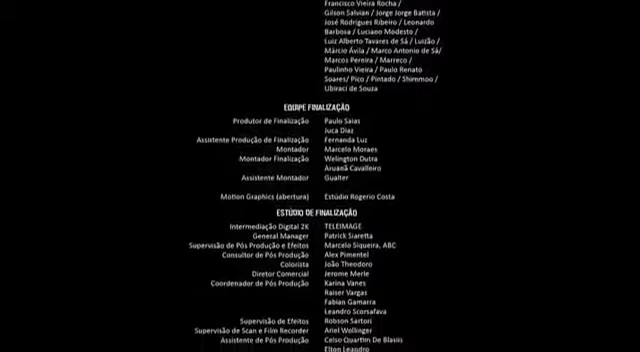 Francisco Vieira Rocha /
Gilson Salvian / Jorge Jorge Batista /
José Rodrigues Ribeiro / Leonardo
Barbosa / Luciano Modesto /
Luiz Alberto Tavares de Sá / Luizão /
Márcio Ávila / Marco Antonio de Sá/
Marcos Pereira / Marreco /
Paulinho Vieira / Paulo Renato
Soares/ Pico / Pintado / Shimmoo /
Ubiraci de Souza
EQUIPE FINALIZAÇÃO
Produtor de Finalização Paulo Saias
Juca Diaz
Assistente Produção de Finalização Fernanda Luz
Montador Marcelo Moraes
Montador Finalização Welington Dutra
Aruanã Cavalleiro
Assistente Montador Gualter
Motion Graphics (abertura) Estúdio Rogerio Costa
ESTÚDIO DE FINALIZAÇÃO
Intermediação Digital 2K TELEIMAGE
General Manager Patrick Siaretta
Supervisão de Pós Produção e Efeitos Marcelo Siqueira, ABC
Consultor de Pós Produção Alex Pimentel
Colorista João Theodoro
Diretor Comercial Jerome Merle
Coordenador de Pós Produção Karina Vanes
Raiser Vargas
Fabian Gamarra
Leandro Scorsafava
Supervisão de Efeitos Robson Sartori
Supervisão de Scan e Film Recorder Ariel Wollinger
Assistente de Pós Produção Celso Quartim De Blasiis
Elton Leandro